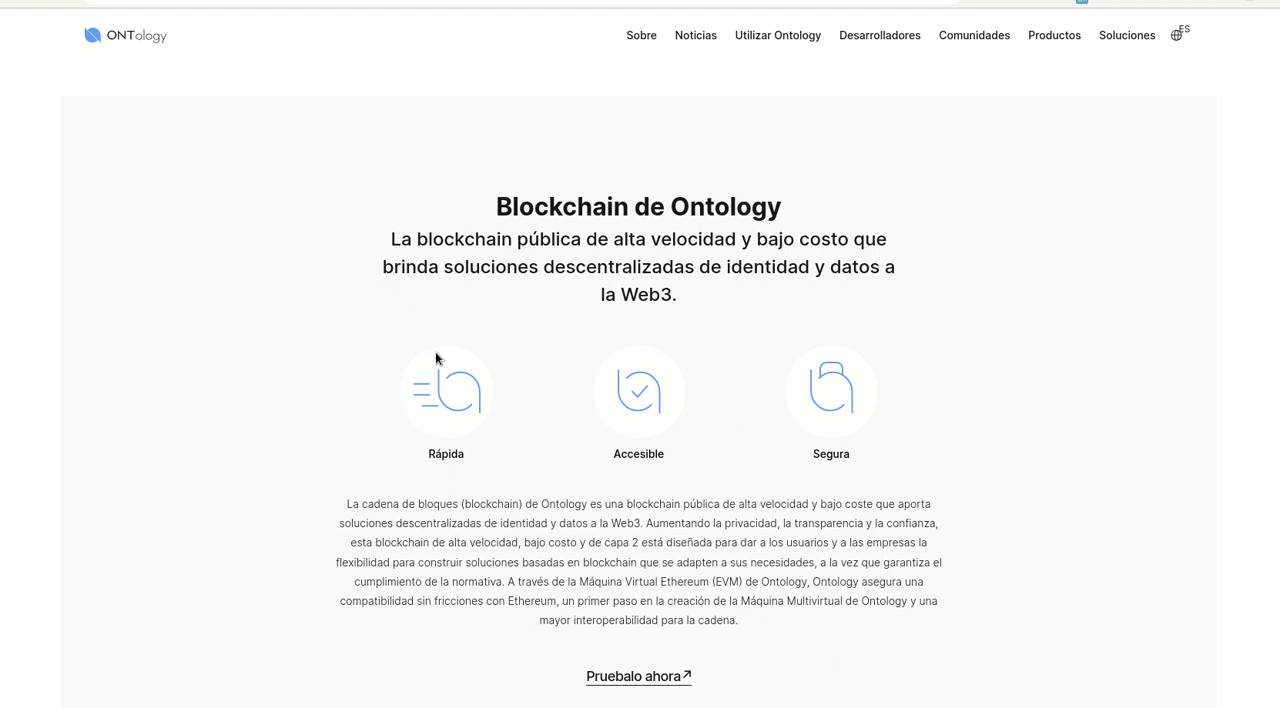 ONTology
Sobre
Noticias
Utilizar Ontology
Desarrolladores
Comunidades
Productos
Soluciones
ES
Blockchain de Ontology
La blockchain pública de alta velocidad y bajo costo que
brinda soluciones descentralizadas de identidad y datos a
la Web3.
Rápida
Accesible
Segura
La cadena de bloques (blockchain) de Ontology es una blockchain pública de alta velocidad y bajo coste que aporta
soluciones descentralizadas de identidad y datos a la Web3. Aumentando la privacidad, la transparencia y la confianza,
esta blockchain de alta velocidad, bajo costo y de capa 2 está diseñada para dar a los usuarios y a las empresas la
flexibilidad para construir soluciones basadas en blockchain que se adapten a sus necesidades, a la vez que garantiza el
cumplimiento de la normativa. A través de la Máquina Virtual Ethereum (EVM) de Ontology, Ontology asegura una
compatibilidad sin fricciones con Ethereum, un primer paso en la creación de la Máquina Multivirtual de Ontology y una
mayor interoperabilidad para la cadena.
Pruebalo ahora